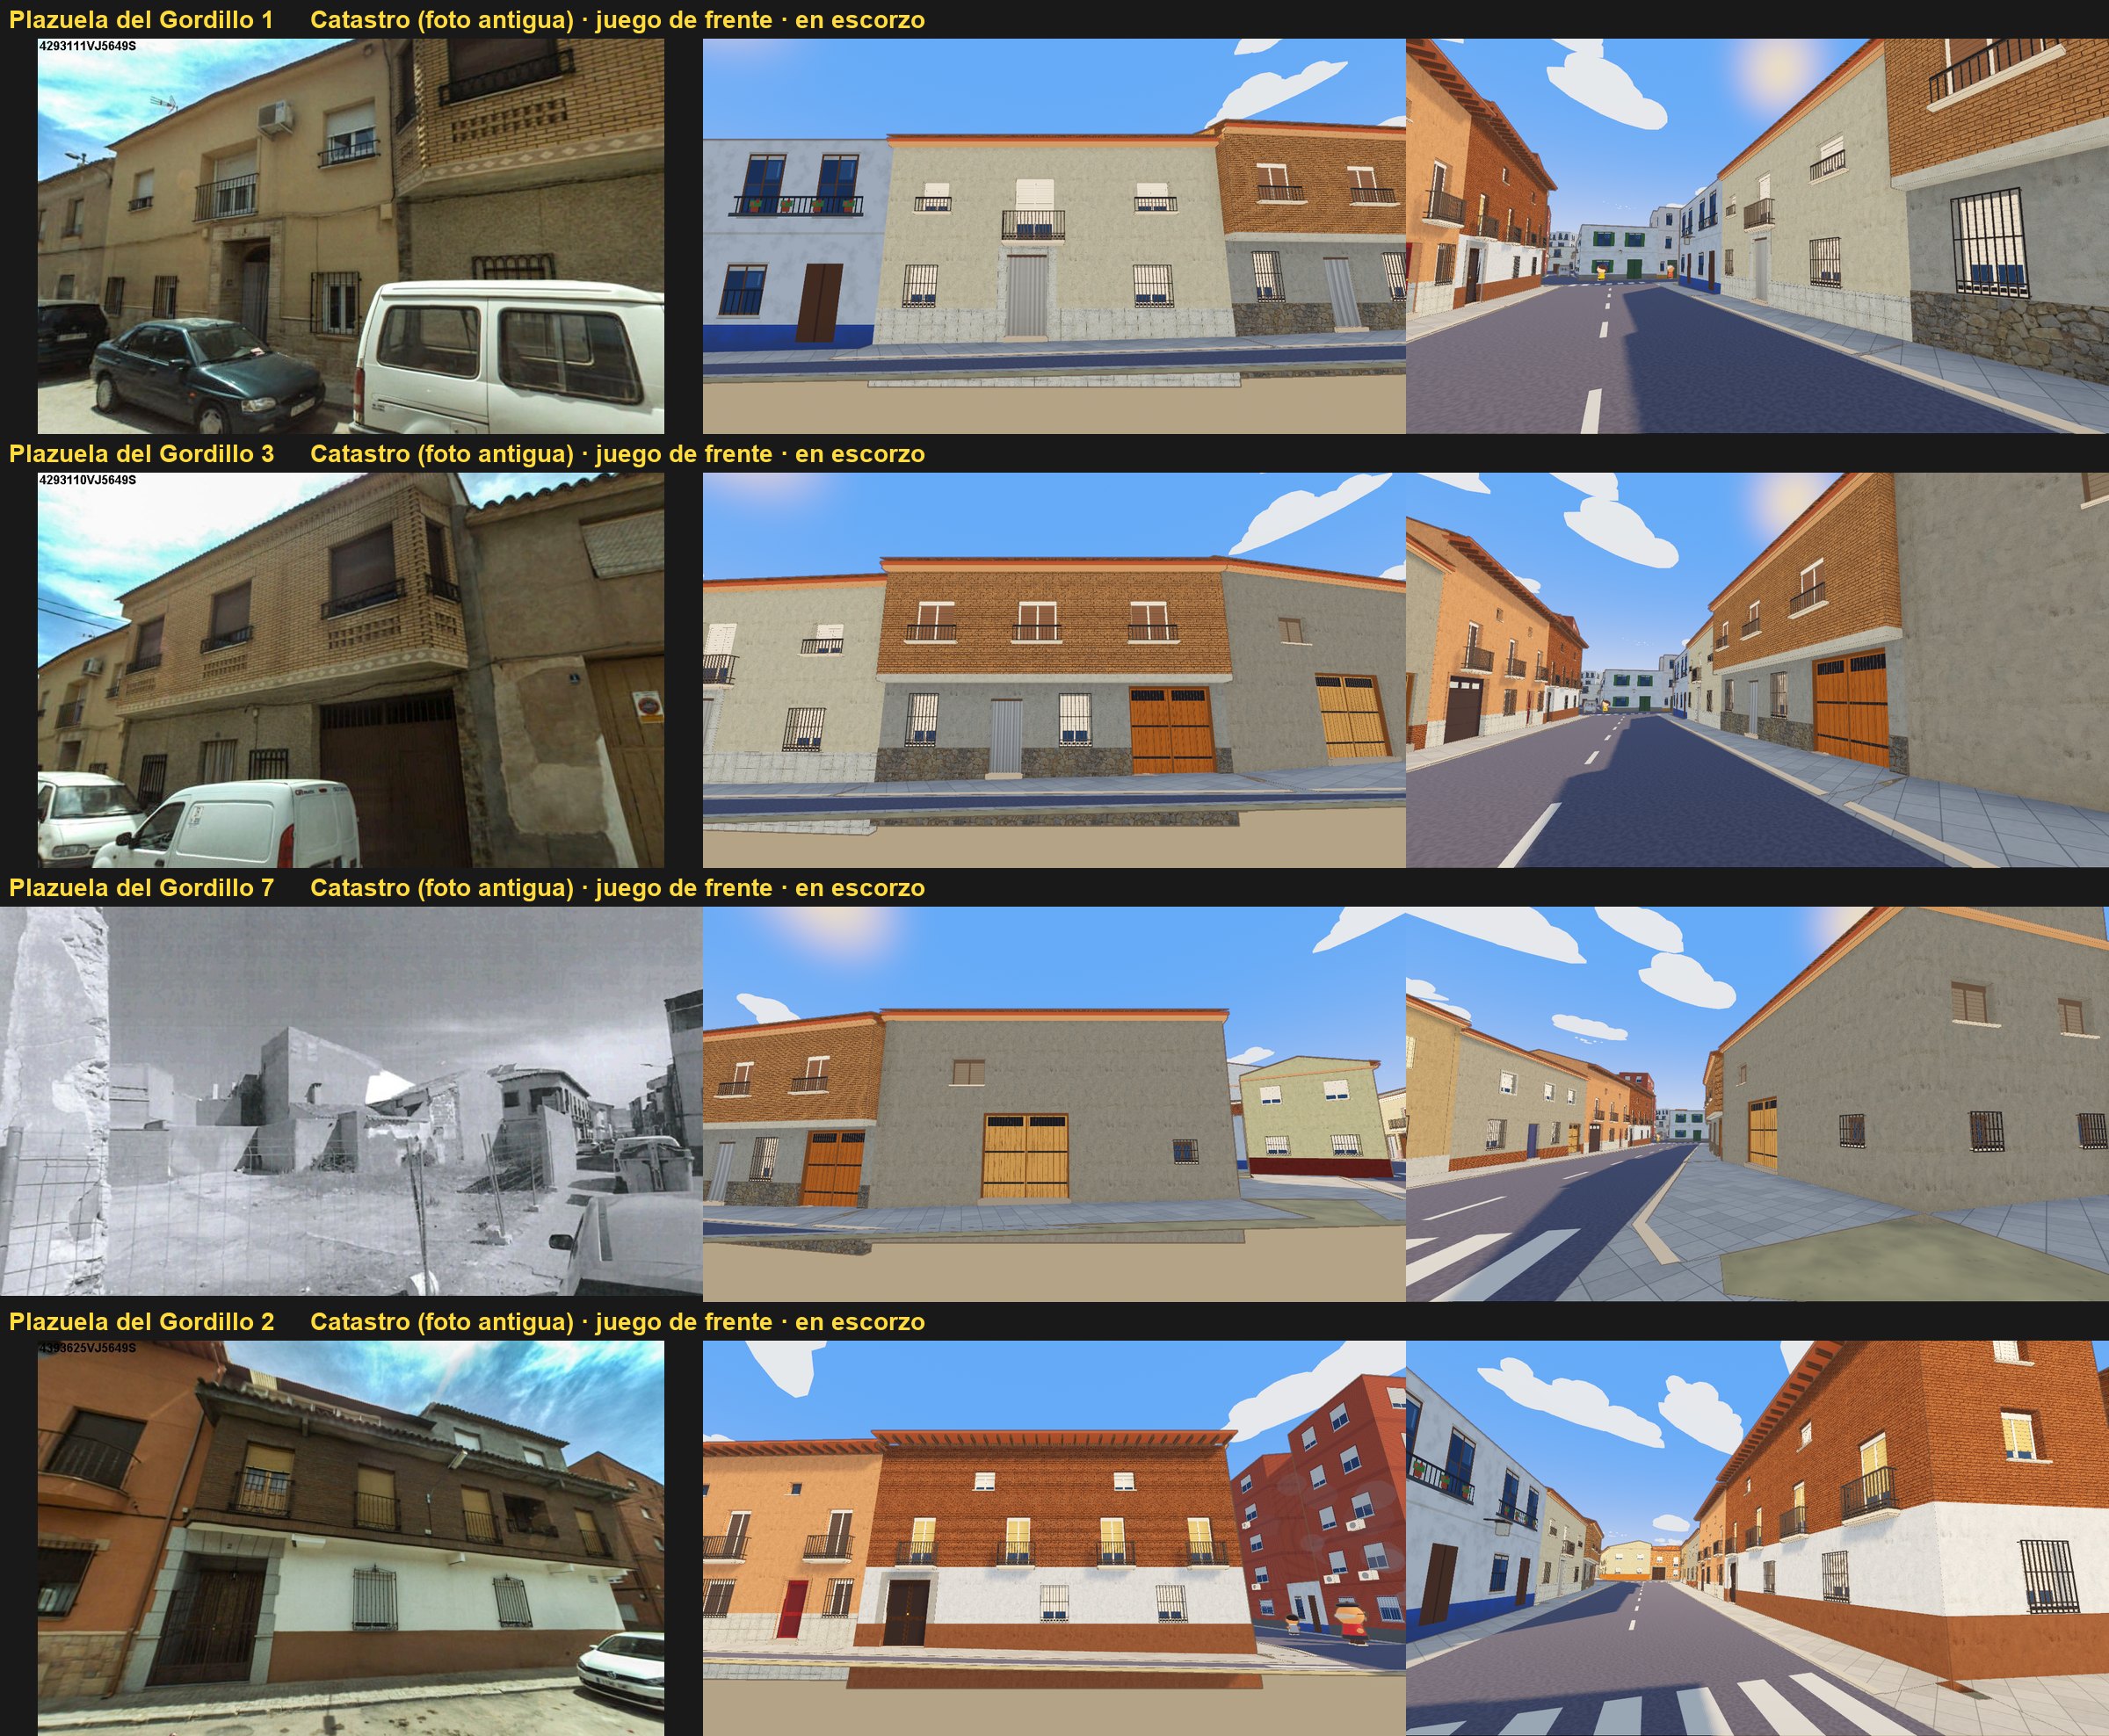 Plazuela del Gordillo 1 Catastro (foto antigua) · juego de frente · en escorzo
4293111VJ5649S
Plazuela del Gordillo 3 Catastro (foto antigua) · juego de frente · en escorzo
4293110VJ5649S
Plazuela del Gordillo 7 Catastro (foto antigua) · juego de frente · en escorzo
Plazuela del Gordillo 2 Catastro (foto antigua) · juego de frente · en escorzo
4393625VJ5649S